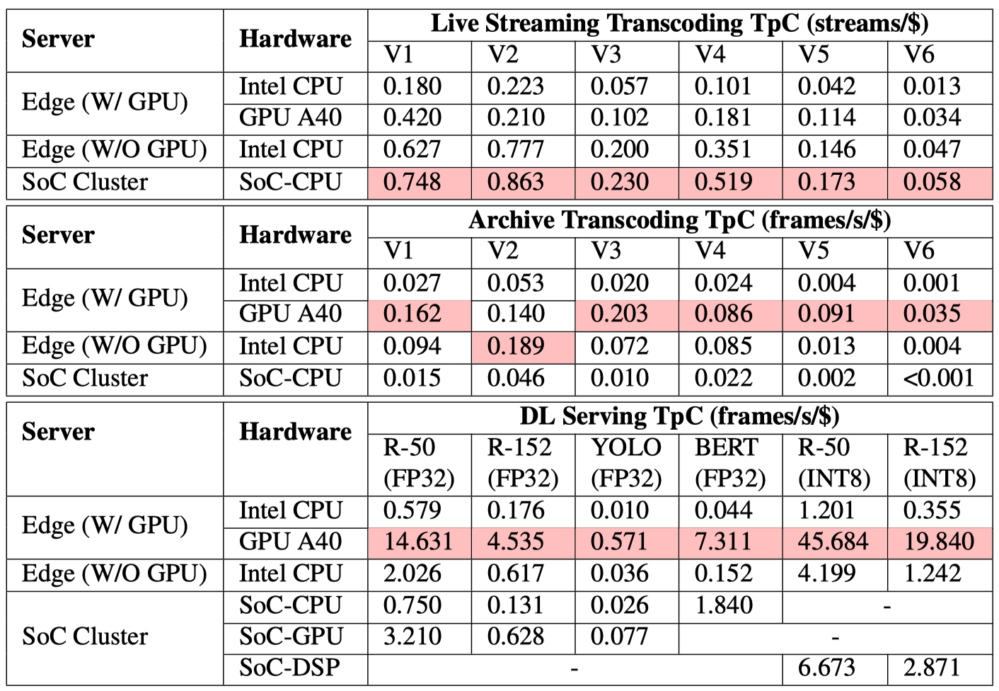 Server Hardware Live Streaming Transcoding TpC (streams/$)
V1 V2 V3 V4 V5 V6
Edge (W/ GPU) Intel CPU 0.180 0.223 0.057 0.101 0.042 0.013
GPU A40 0.420 0.210 0.102 0.181 0.114 0.034
Edge (W/O GPU) Intel CPU 0.627 0.777 0.200 0.351 0.146 0.047
SoC Cluster SoC-CPU 0.748 0.863 0.230 0.519 0.173 0.058
Server Hardware Archive Transcoding TpC (frames/s/$)
V1 V2 V3 V4 V5 V6
Edge (W/ GPU) Intel CPU 0.027 0.053 0.020 0.024 0.004 0.001
GPU A40 0.162 0.140 0.203 0.086 0.091 0.035
Edge (W/O GPU) Intel CPU 0.094 0.189 0.072 0.085 0.013 0.004
SoC Cluster SoC-CPU 0.015 0.046 0.010 0.022 0.002 <0.001
Server Hardware DL Serving TpC (frames/s/$)
R-50 R-152 YOLO BERT R-50 R-152
(FP32) (FP32) (FP32) (FP32) (INT8) (INT8)
Edge (W/ GPU) Intel CPU 0.579 0.176 0.010 0.044 1.201 0.355
GPU A40 14.631 4.535 0.571 7.311 45.684 19.840
Edge (W/O GPU) Intel CPU 2.026 0.617 0.036 0.152 4.199 1.242
SoC Cluster SoC-CPU 0.750 0.131 0.026 1.840 -
SoC-GPU 3.210 0.628 0.077 -
SoC-DSP - 6.673 2.871